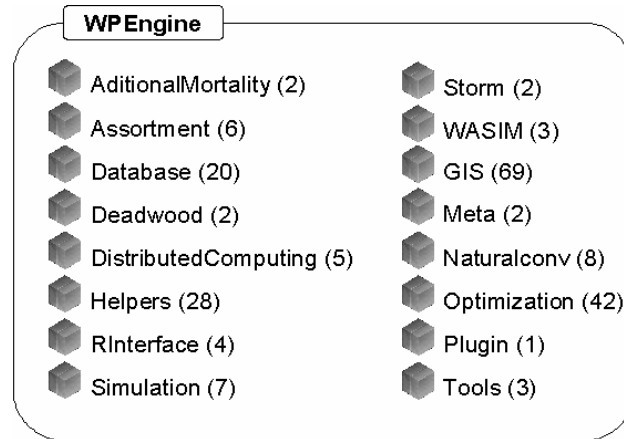 WPEngine
AditionalMortality (2)
Assortment (6)
Database (20)
Deadwood (2)
DistributedComputing (5)
Helpers (28)
RInterface (4)
Simulation (7)
Storm (2)
WASIM (3)
GIS (69)
Meta (2)
Naturalconv (8)
Optimization (42)
Plugin (1)
Tools (3)